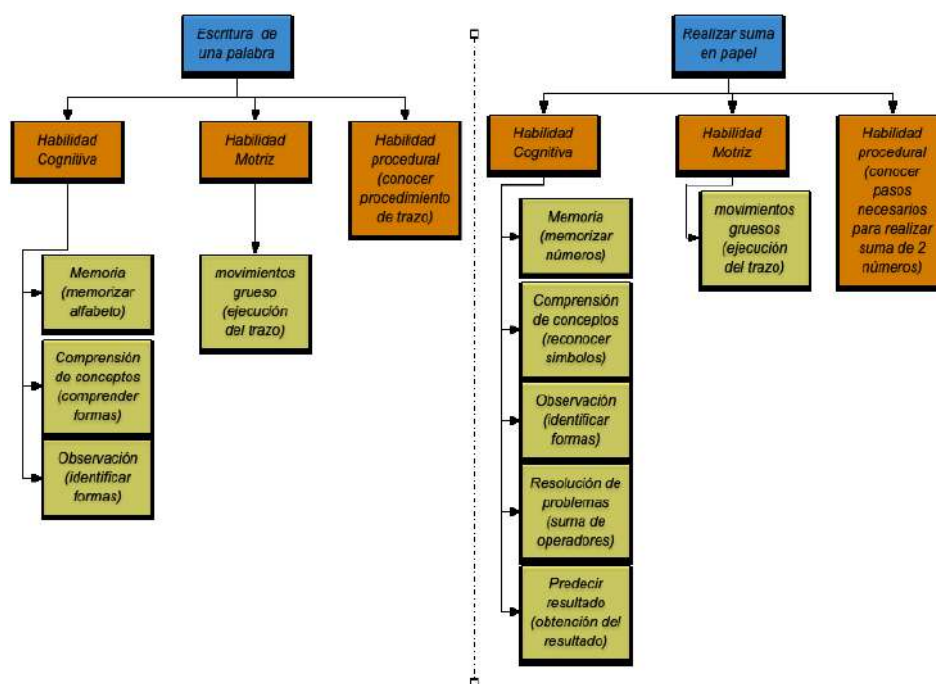 Escritura de
una palabra
Habilidad
Cognitiva
Habilidad
Motriz
Habilidad
procedural
(conocer
procedimiento
de trazo)
Memoria
(memorizar
alfabeto)
Comprensión
de conceptos
(comprender
formas)
Observación
(identificar
formas)
movimientos
grueso
(ejecución
del trazo)
Realizar suma
en papel
Habilidad
Cognitiva
Habilidad
Motriz
Habilidad
procedural
(conocer
pasos
necesarios
para realizar
suma de 2
números)
Memoria
(memorizar
números)
Comprensión
de conceptos
(reconocer
símbolos)
Observación
(identificar
formas)
Resolución de
problemas
(suma de
operadores)
Predecir
resultado
(obtención del
resultado)
movimientos
gruesos
(ejecución
del trazo)